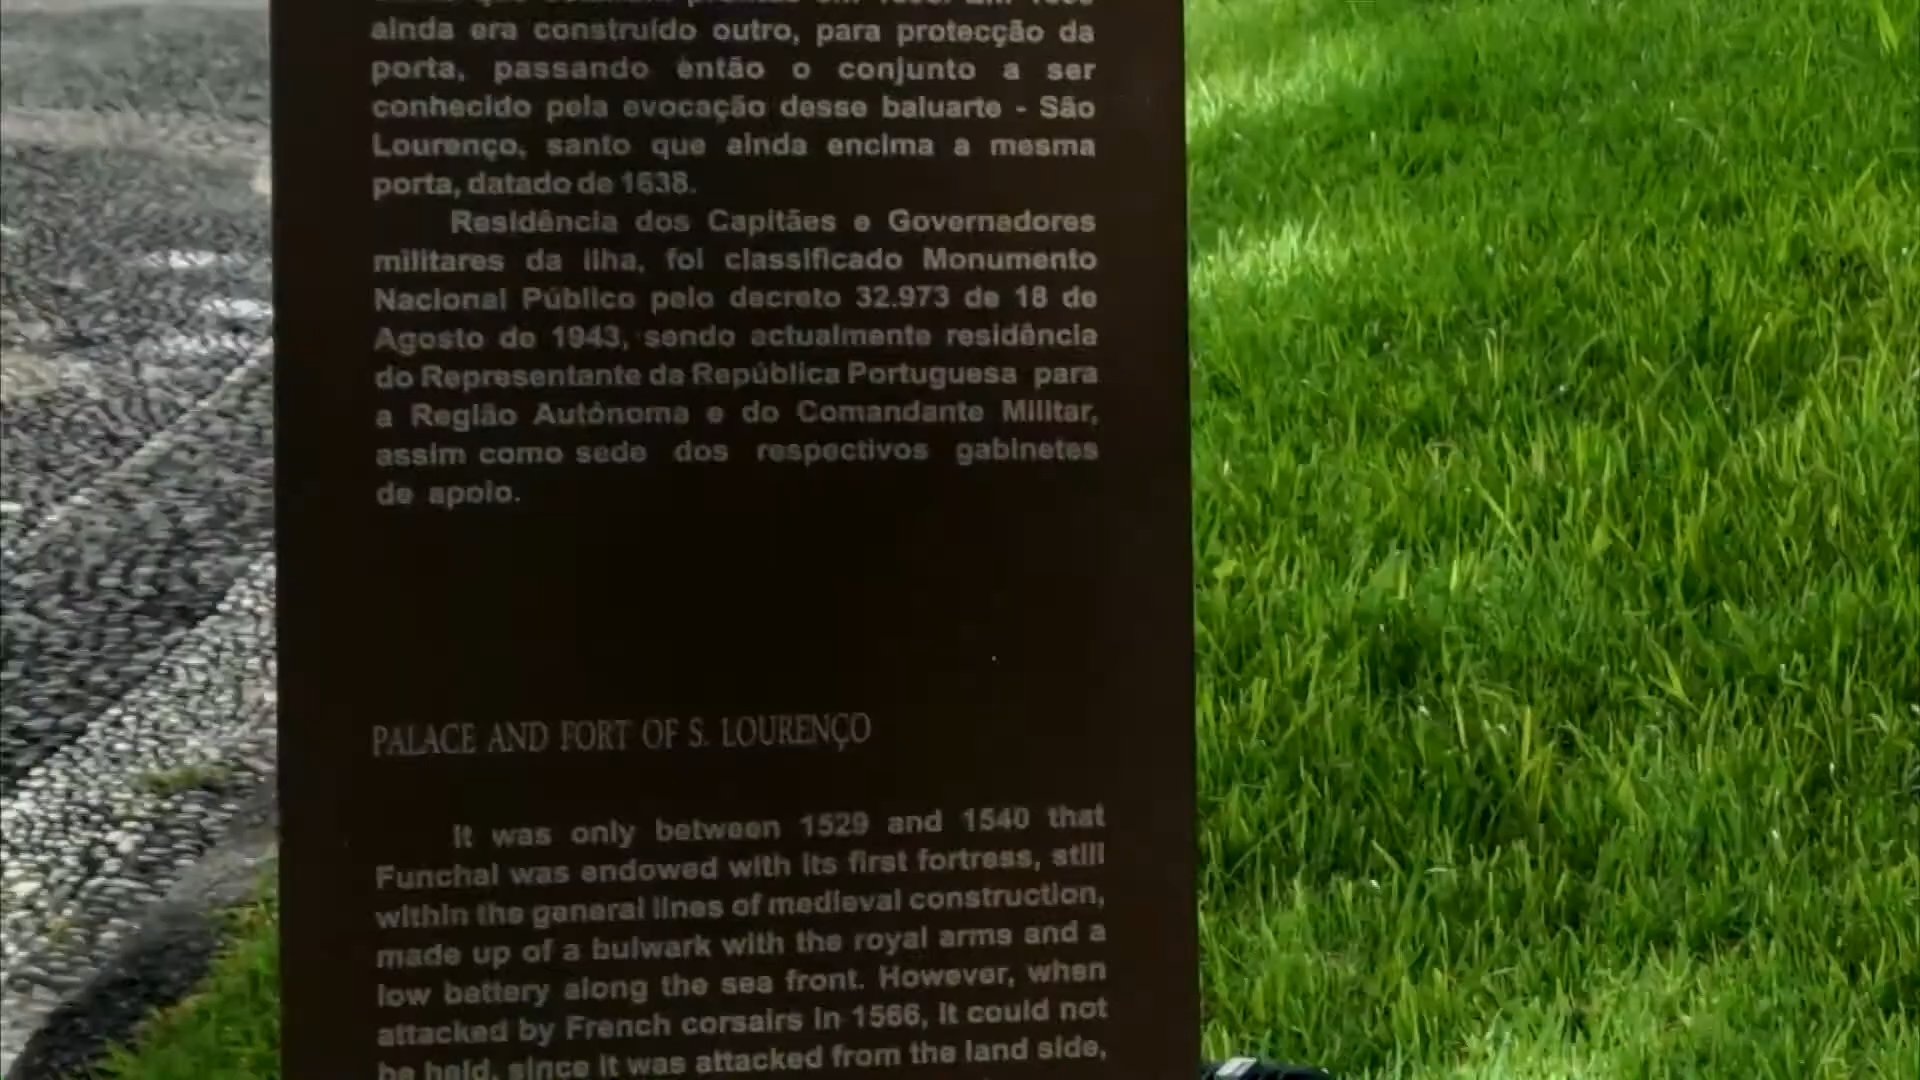 ainda era construído outro, para protecção da
porta, passando então o conjunto a ser
conhecido pela evocação desse baluarte - São
Lourenço, santo que ainda encima a mesma
porta, datado de 1638.
Residência dos Capitães e Governadores
militares da ilha, foi classificado Monumento
Nacional Público pelo decreto 32.973 de 18 de
Agosto de 1943, sendo actualmente residência
do Representante da República Portuguesa para
a Região Autónoma e do Comandante Militar,
assim como sede dos respectivos gabinetes
de apoio.
PALACE AND FORT OF S. LOURENÇO
It was only between 1529 and 1540 that
Funchal was endowed with its first fortress, still
within the general lines of medieval construction,
made up of a bulwark with the royal arms and a
low battery along the sea front. However, when
attacked by French corsairs in 1566, it could not
be held, since it was attacked from the land side,